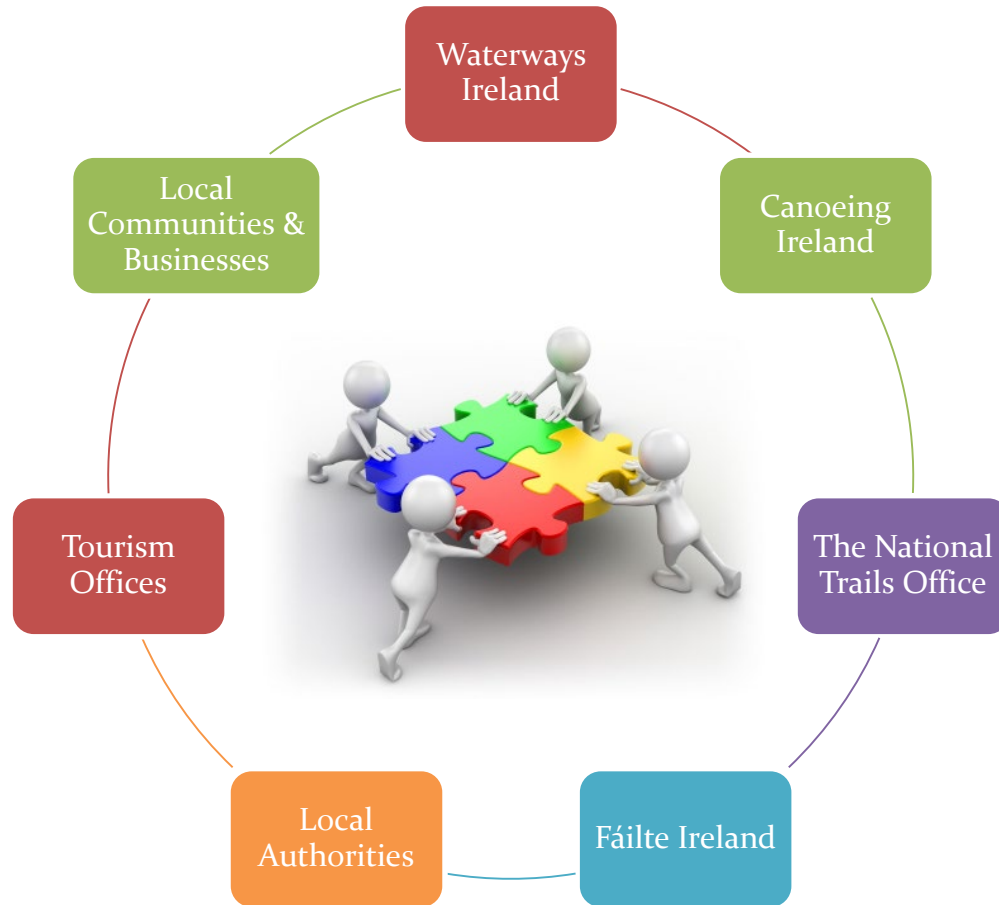 Waterways
Ireland
Canoeing
Ireland
The National
Trails Office
Fáilte Ireland
Local
Authorities
Tourism
Offices
Local
Communities &
Businesses